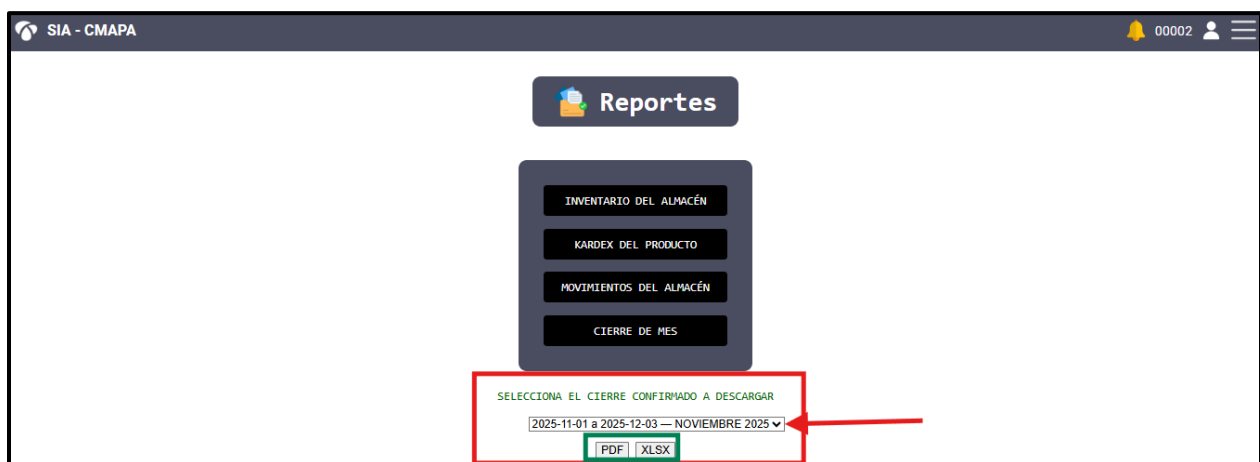 SIA - CMAPA
00002
Reportes
INVENTARIO DEL ALMACÉN
KARDEX DEL PRODUCTO
MOVIMIENTOS DEL ALMACÉN
CIERRE DE MES
SELECCIONA EL CIERRE CONFIRMADO A DESCARGAR
2025-11-01 a 2025-12-03 — NOVIEMBRE 2025
PDF XLSX